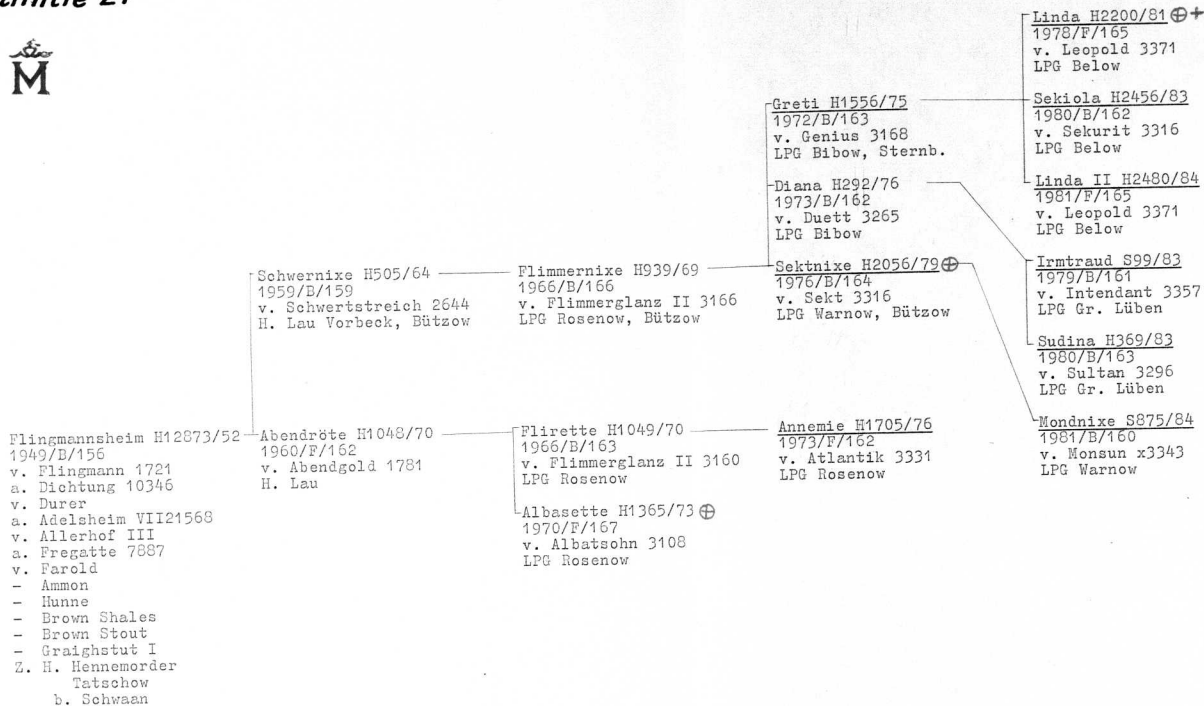 M
Linda H2200/81 ⊕+
1978/F/165
v. Leopold 3371
LPG Below
Greti H1556/75
1972/B/163
v. Genius 3168
LPG Bibow, Sternb.
Sekiola H2456/83
1980/B/162
v. Sekurit 3316
LPG Below
Diana H292/76
1973/B/162
v. Duett 3265
LPG Bibow
Linda II H2480/84
1981/F/165
v. Leopold 3371
LPG Below
Schwernixe H505/64
1959/B/159
v. Schwertstreich 2644
H. Lau Vorbeck, Bützow
Flimmernixe H939/69
1966/B/166
v. Flimmerglanz II 3166
LPG Rosenow, Bützow
Sektnixe H2056/79 ⊕
1976/B/164
v. Sekt 3316
LPG Warnow, Bützow
Irmtraud S99/83
1979/B/161
v. Intendant 3357
LPG Gr. Lüben
Sudina H369/83
1980/B/163
v. Sultan 3296
LPG Gr. Lüben
Flingmannsheim H12873/52
1949/B/156
v. Flingmann 1721
a. Dichtung 10346
v. Durer
a. Adelsheim VII21568
v. Allerhof III
a. Fregatte 7887
v. Farold
- Ammon
- Hunne
- Brown Shales
- Brown Stout
- Graighstut I
Z. H. Hennemorder
Tatschow
b. Schwaan
Abendröte H1048/70
1960/F/162
v. Abendgold 1781
H. Lau
Flirette H1049/70
1966/B/163
v. Flimmerglanz II 3160
LPG Rosenow
Annemie H1705/76
1973/F/162
v. Atlantik 3331
LPG Rosenow
Mondnixe S875/84
1981/B/160
v. Monsun x3343
LPG Warnow
Albasette H1365/73 ⊕
1970/F/167
v. Albatsohn 3108
LPG Rosenow